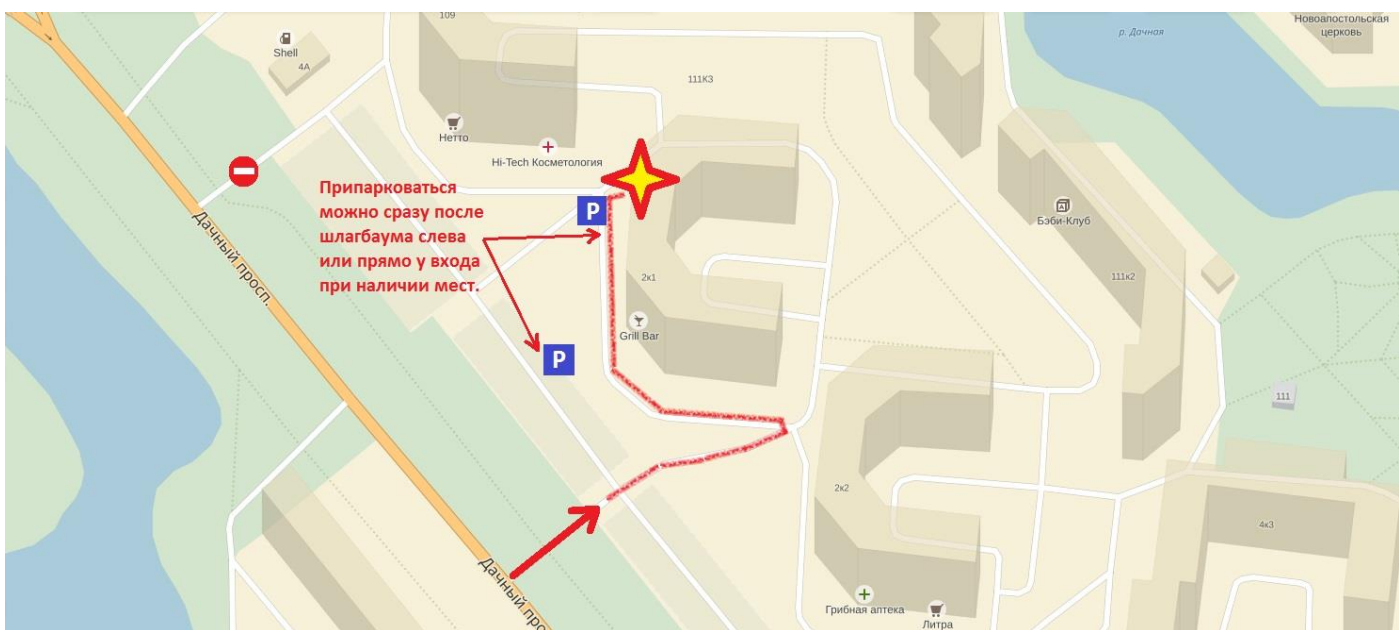 109
Новоапостольская
церковь
р. Дачная
Shell
4А
111К3
Нетто
Hi-Tech Косметология
Припарковаться
можно сразу после
шлагбаума слева
или прямо у входа
при наличии мест.
P
Бэби-Клуб
Дачный просп.
2к1
111к2
Grill Bar
P
111
2к2
4к3
Дачный про
Грибная аптека
Литра